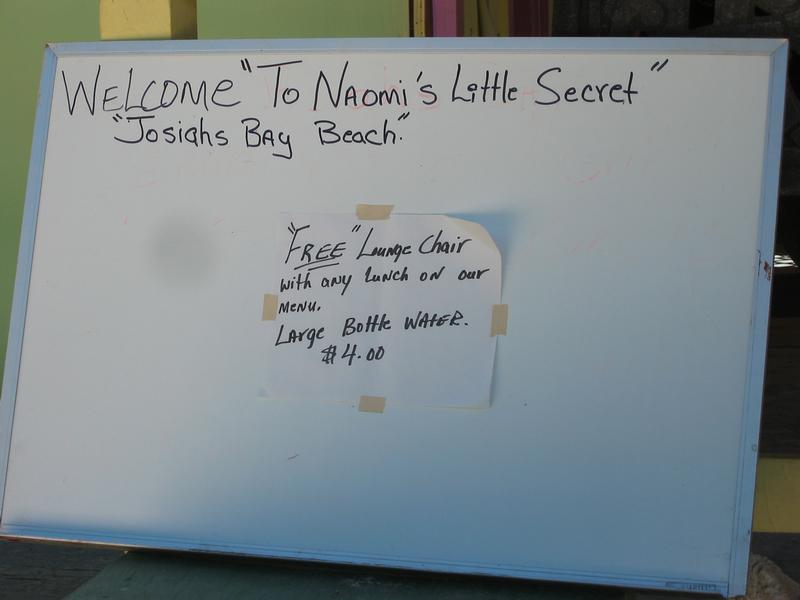 WELCOME "To NAOMI's Little Secret"
"Josiahs BAY Beach."
"FREE" Lounge Chair
with any Lunch ON our
MENU.
LARge Bottle WATER.
$4.00